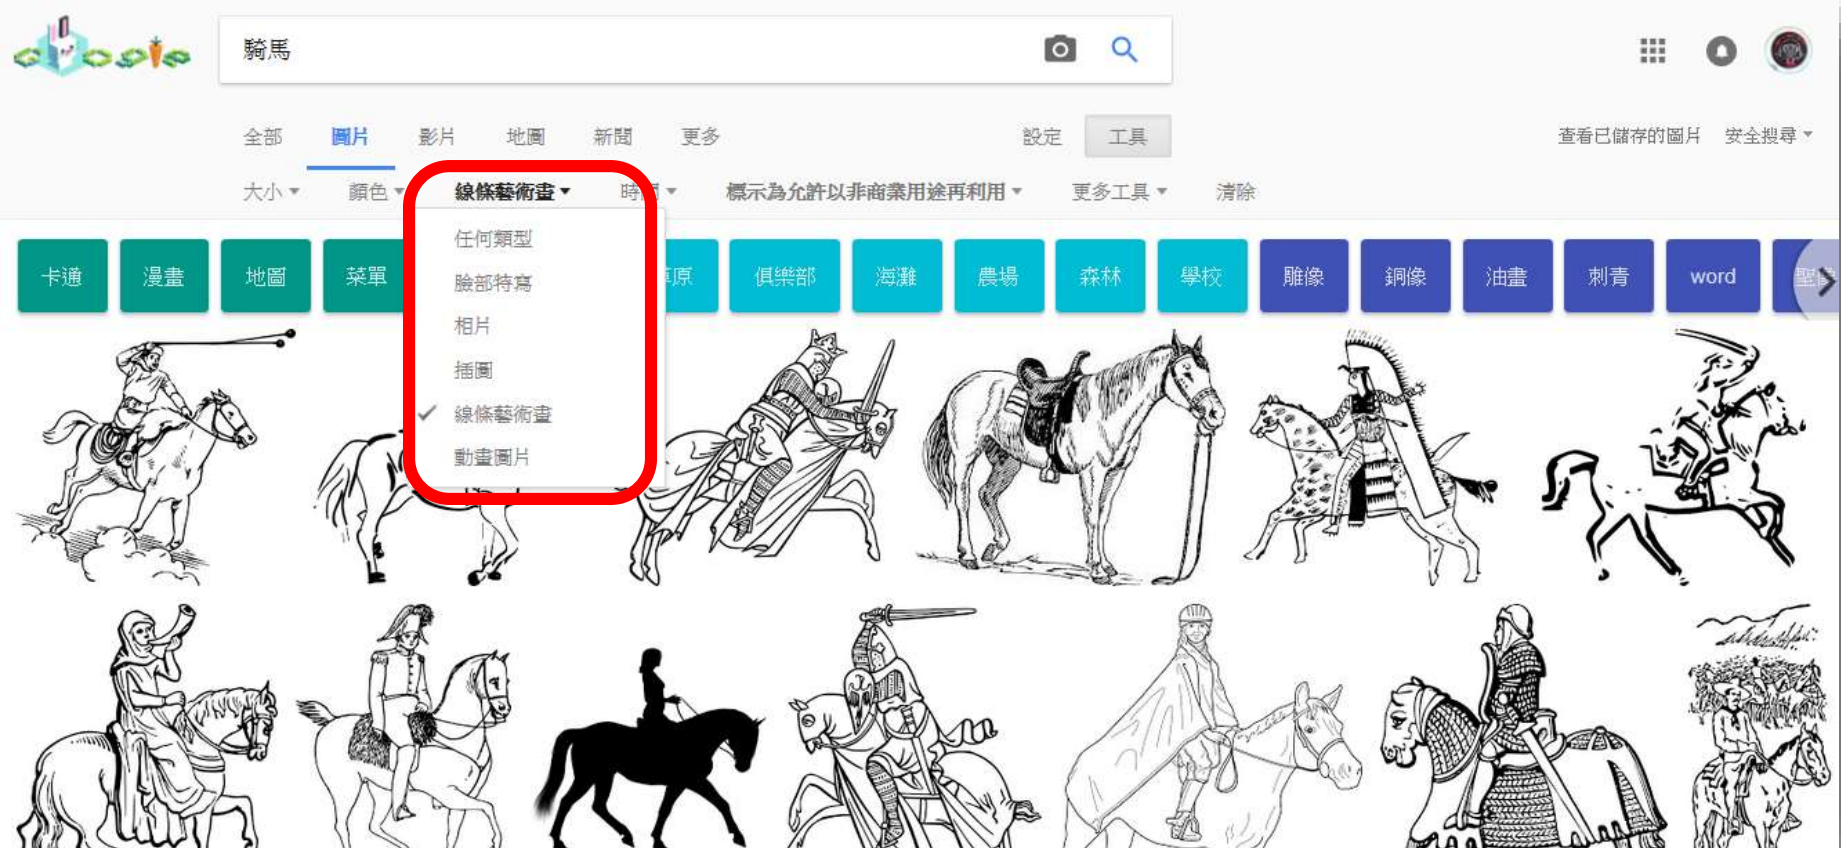 騎馬
全部 圖片 影片 地圖 新聞 更多 設定 工具 查看已儲存的圖片 安全搜尋
大小 顏色 線條藝術畫 標示為允許以非商業用途再利用 更多工具 清除
任何類型
臉部特寫
相片
插圖
線條藝術畫
動畫圖片
卡通 漫畫 地圖 菜單 原 俱樂部 海灘 農場 森林 學校 雕像 銅像 油畫 刺青 word